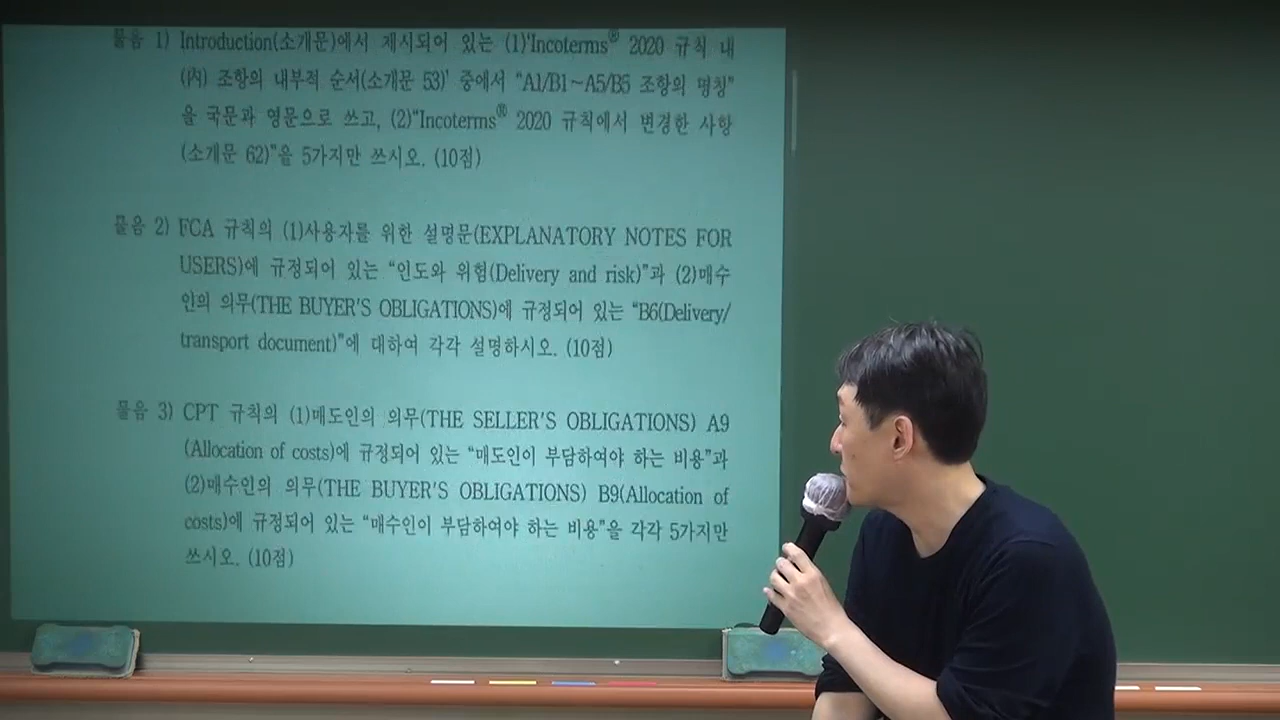 물음 1) Introduction(소개문)에서 제시되어 있는 (1)'Incoterms® 2020 규칙 내
(內) 조항의 내부적 순서(소개문 53)' 중에서 "A1/B1~A5/B5 조항의 명칭"
을 국문과 영문으로 쓰고, (2)"Incoterms® 2020 규칙에서 변경한 사항
(소개문 62)"을 5가지만 쓰시오. (10점)
물음 2) FCA 규칙의 (1)사용자를 위한 설명문(EXPLANATORY NOTES FOR
USERS)에 규정되어 있는 "인도와 위험(Delivery and risk)"과 (2)매수
인의 의무(THE BUYER'S OBLIGATIONS)에 규정되어 있는 "B6(Delivery/
transport document)"에 대하여 각각 설명하시오. (10점)
물음 3) CPT 규칙의 (1)매도인의 의무(THE SELLER'S OBLIGATIONS) A9
(Allocation of costs)에 규정되어 있는 "매도인이 부담하여야 하는 비용"과
(2)매수인의 의무(THE BUYER'S OBLIGATIONS) B9(Allocation of
costs)에 규정되어 있는 "매수인이 부담하여야 하는 비용"을 각각 5가지만
쓰시오. (10점)